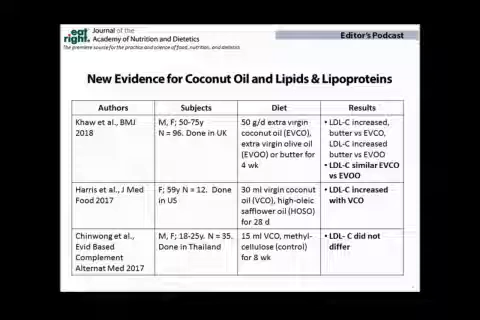 eat right.
Journal of the
Academy of Nutrition and Dietetics
The premiere source for the practice and science of food, nutrition, and dietetics
Editor's Podcast
New Evidence for Coconut Oil and Lipids & Lipoproteins
Authors Subjects Diet Results
Khaw et al., BMJ 2018
M, F; 50-75y
N = 96. Done in UK
50 g/d extra virgin
coconut oil (EVCO),
extra virgin olive oil
(EVOO) or butter for
4 wk
• LDL-C increased,
butter vs EVCO,
LDL-C increased
butter vs EVOO
• LDL-C similar EVCO
vs EVOO
Harris et al., J Med
Food 2017
F; 59y N = 12. Done
in US
30 ml virgin coconut
oil (VCO), high-oleic
safflower oil (HOSO)
for 28 d
• LDL-C increased
with VCO
Chinwong et al.,
Evid Based
Complement
Alternat Med 2017
M, F; 18-25y. N = 35.
Done in Thailand
15 ml VCO, methyl-
cellulose (control)
for 8 wk
• LDL- C did not
differ